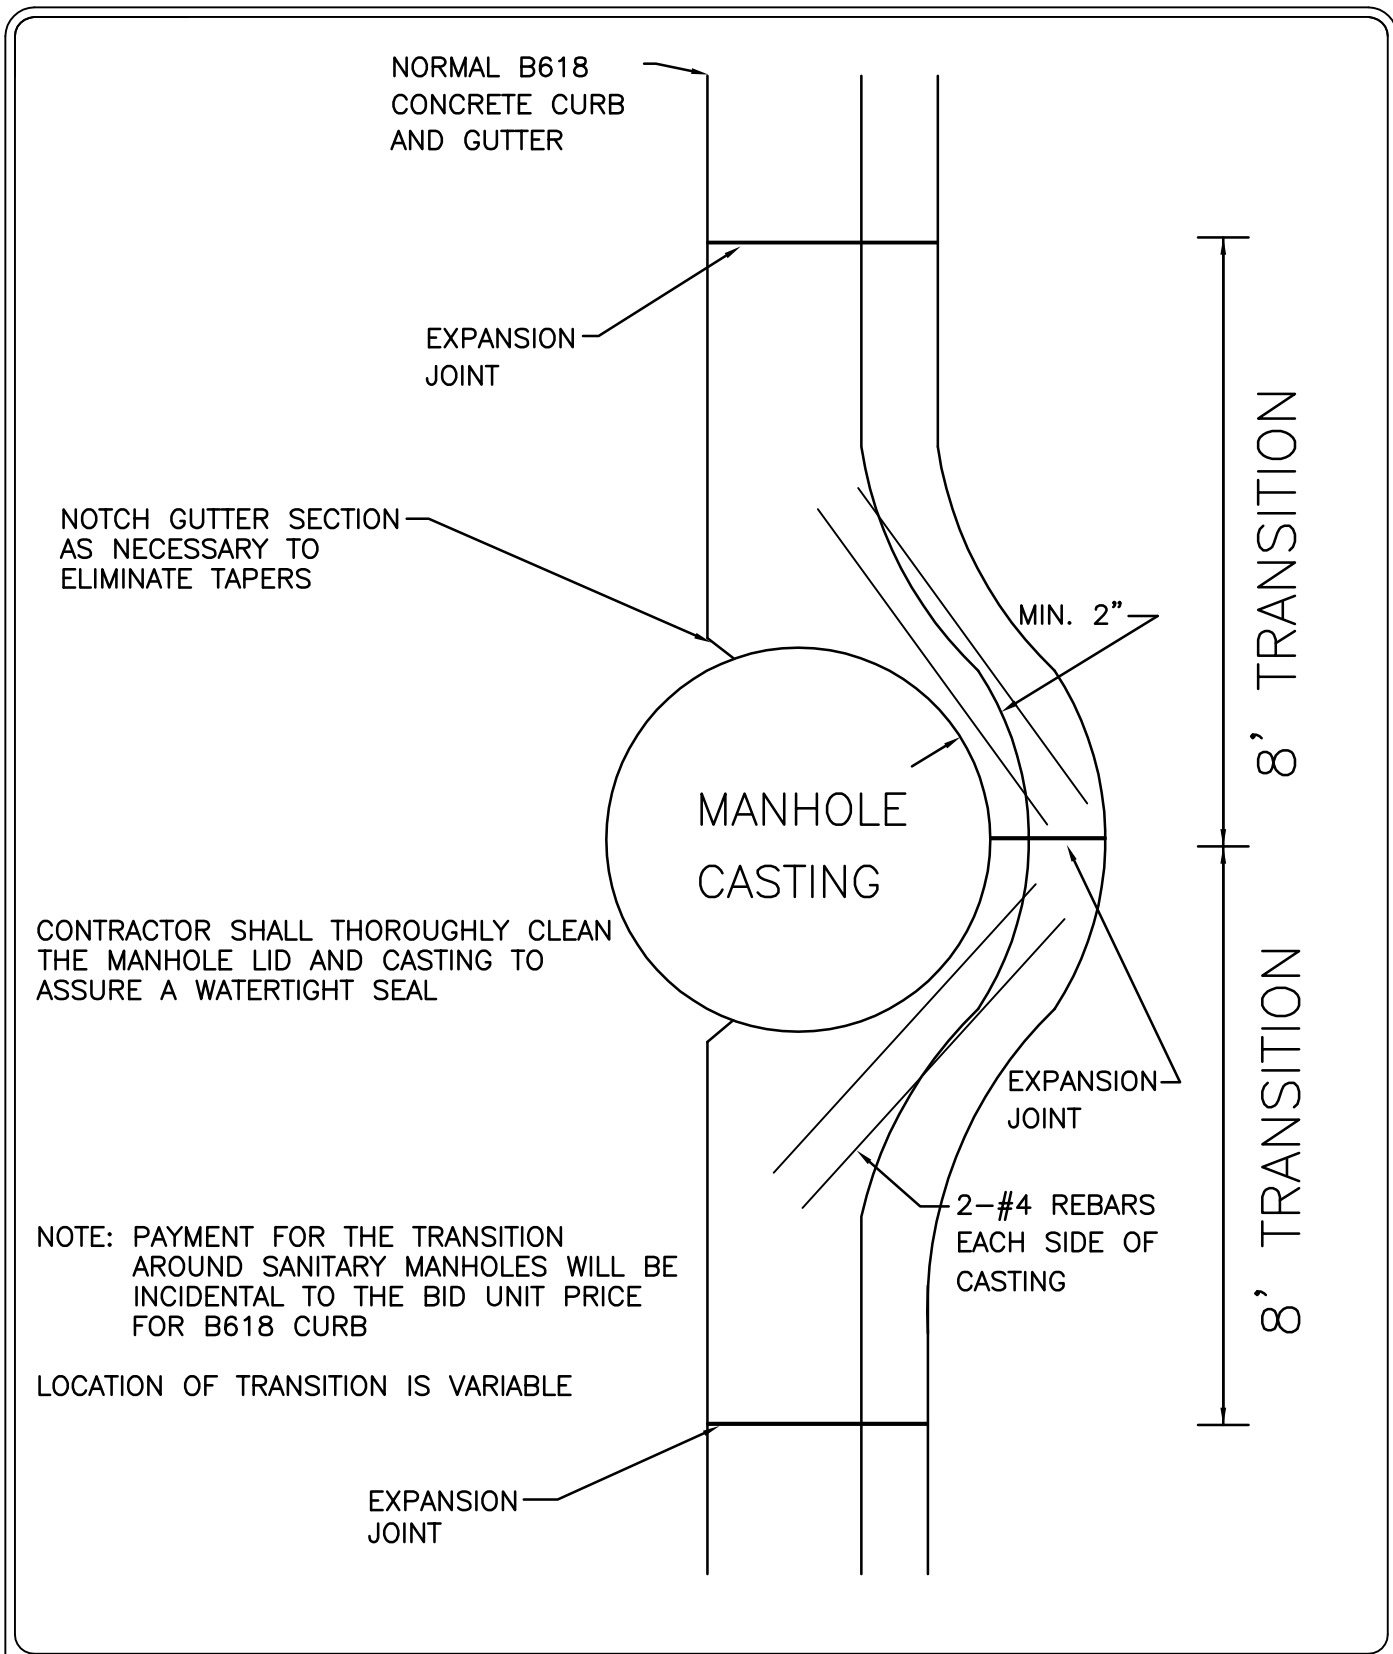 NORMAL B618
CONCRETE CURB
AND GUTTER
EXPANSION
JOINT
8' TRANSITION
NOTCH GUTTER SECTION
AS NECESSARY TO
ELIMINATE TAPERS
MIN. 2"
MANHOLE
CASTING
CONTRACTOR SHALL THOROUGHLY CLEAN
THE MANHOLE LID AND CASTING TO
ASSURE A WATERTIGHT SEAL
8' TRANSITION
EXPANSION
JOINT
2-#4 REBARS
EACH SIDE OF
CASTING
NOTE: PAYMENT FOR THE TRANSITION
AROUND SANITARY MANHOLES WILL BE
INCIDENTAL TO THE BID UNIT PRICE
FOR B618 CURB
LOCATION OF TRANSITION IS VARIABLE
EXPANSION
JOINT